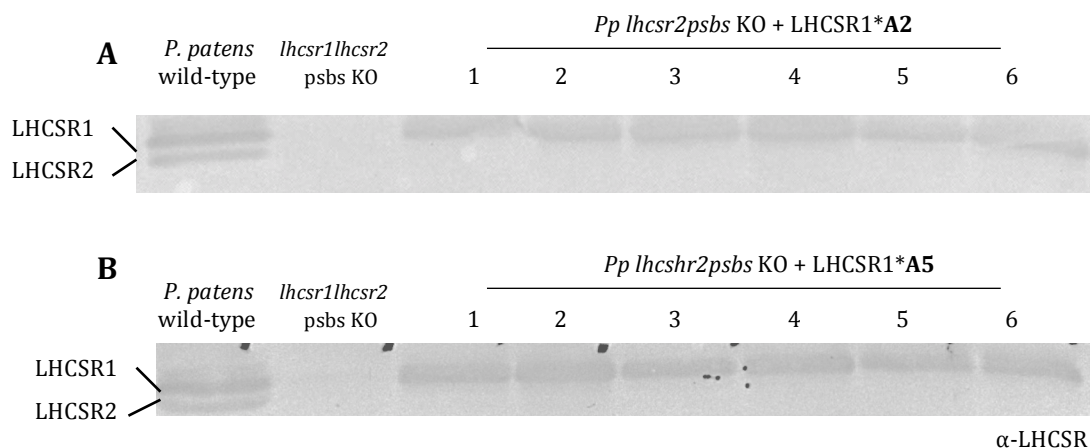 A
P. patens
wild-type
lhcsr1lhcsr2
psbs KO
Pp lhcsr2psbs KO + LHCSR1*A2
1 2 3 4 5 6
LHCSR1
LHCSR2
B
P. patens
wild-type
lhcsr1lhcsr2
psbs KO
Pp lhcshr2psbs KO + LHCSR1*A5
1 2 3 4 5 6
LHCSR1
LHCSR2
α-LHCSR